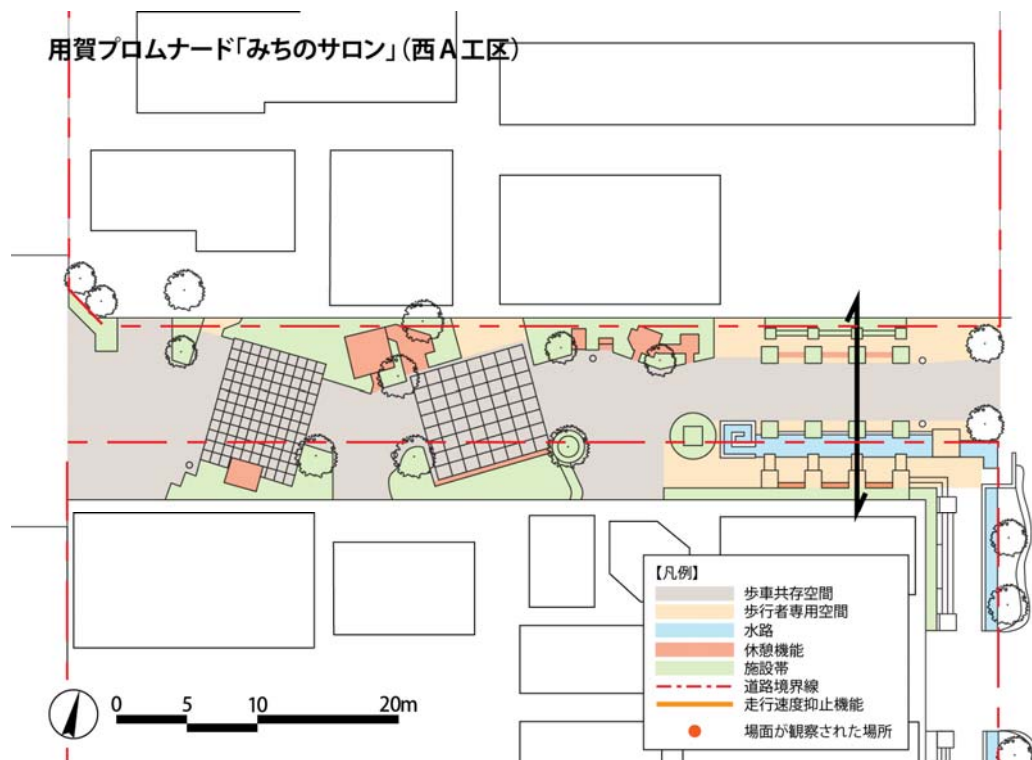 用賀プロムナード「みちのサロン」(西A工区)
【凡例】
歩車共存空間
歩行者専用空間
水路
休憩機能
施設帯
道路境界線
走行速度抑止機能
場面が観察された場所
0 5 10 20m